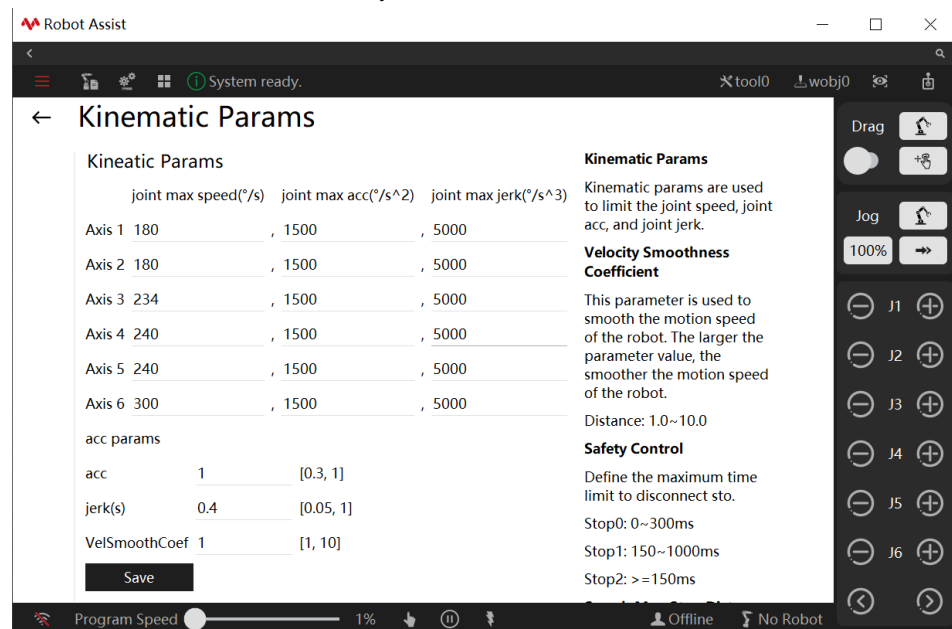 Robot Assist
System ready.
tool0
wobj0
Kinematic Params
Kineatic Params
joint max speed(°/s) joint max acc(°/s^2) joint max jerk(°/s^3)
Axis 1 180 , 1500 , 5000
Axis 2 180 , 1500 , 5000
Axis 3 234 , 1500 , 5000
Axis 4 240 , 1500 , 5000
Axis 5 240 , 1500 , 5000
Axis 6 300 , 1500 , 5000
acc params
acc 1 [0.3, 1]
jerk(s) 0.4 [0.05, 1]
VelSmoothCoef 1 [1, 10]
Save
Kinematic Params
Kinematic params are used
to limit the joint speed, joint
acc, and joint jerk.
Velocity Smoothness
Coefficient
This parameter is used to
smooth the motion speed
of the robot. The larger the
parameter value, the
smoother the motion speed
of the robot.
Distance: 1.0~10.0
Safety Control
Define the maximum time
limit to disconnect sto.
Stop0: 0~300ms
Stop1: 150~1000ms
Stop2: >=150ms
Drag
Jog
100%
J1
J2
J3
J4
J5
J6
Program Speed 1% Offline No Robot